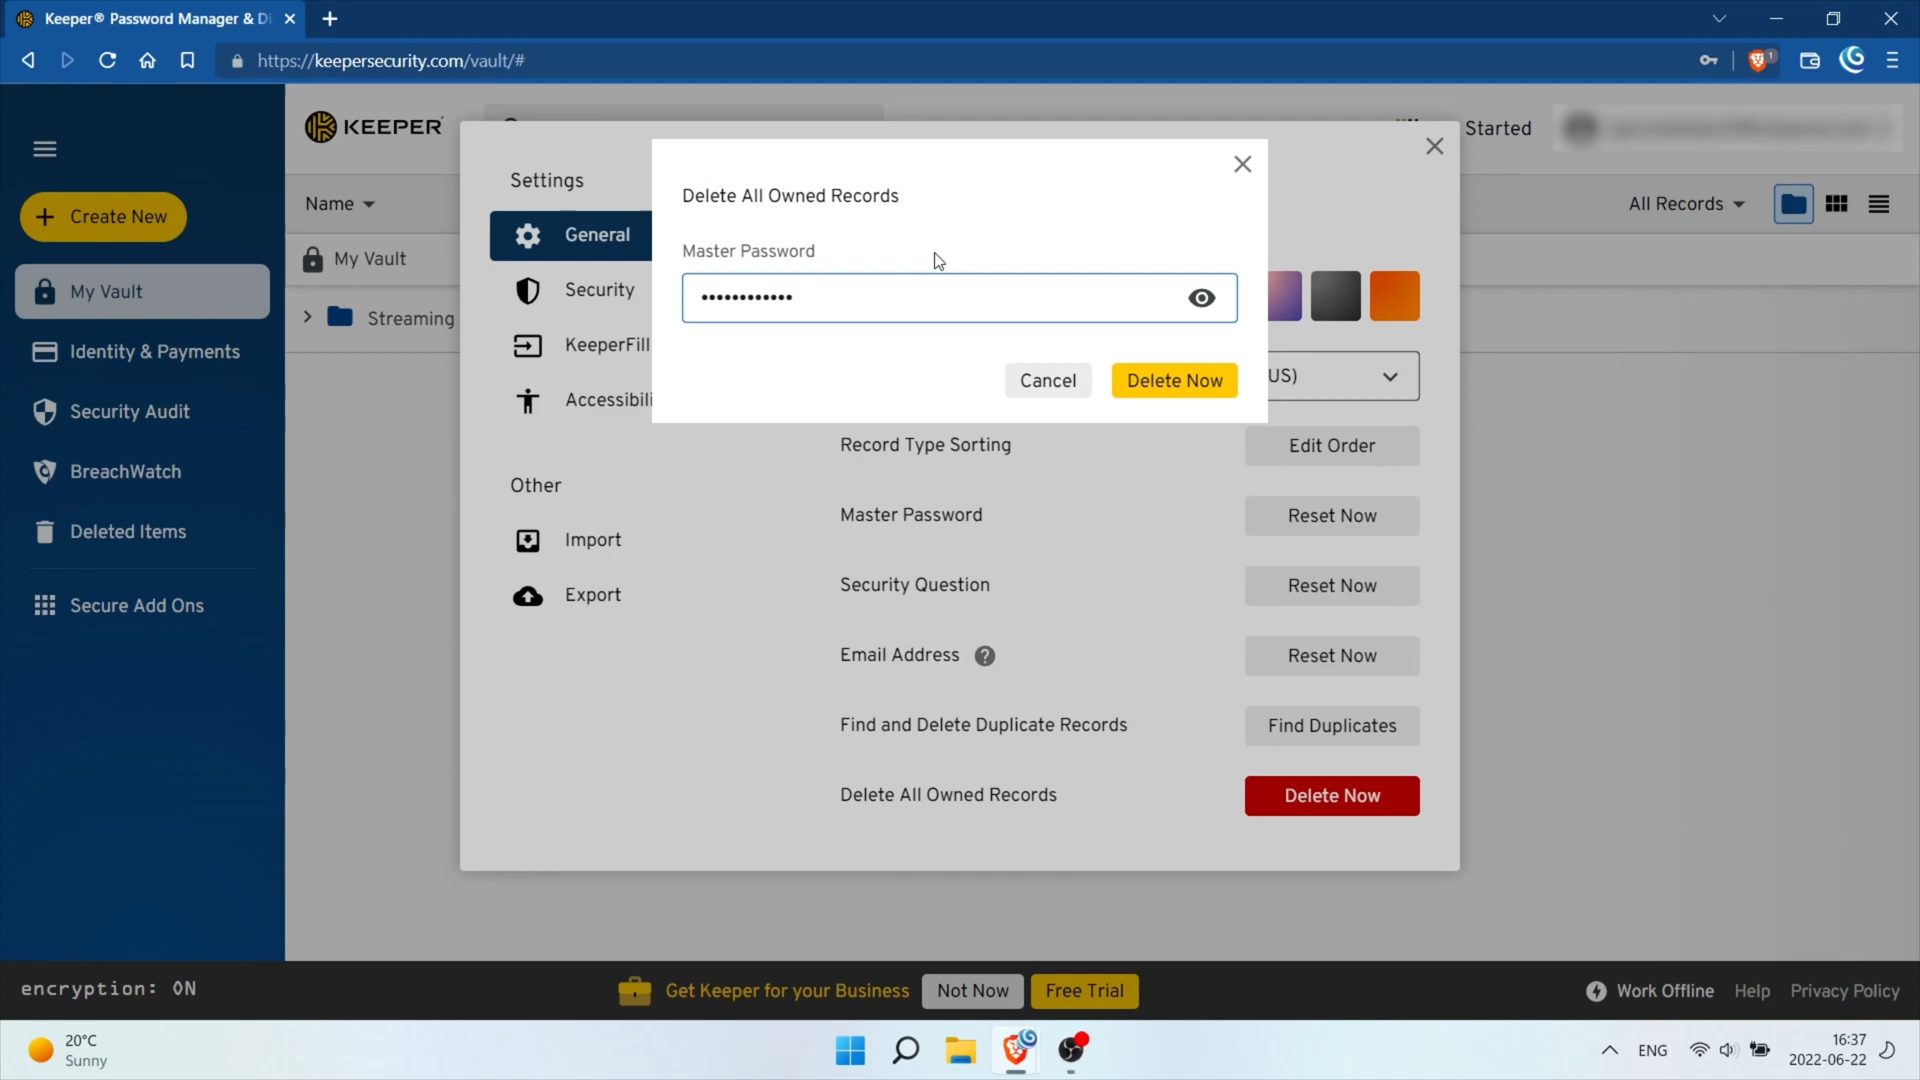 Keeper® Password Manager & Di
https://keepersecurity.com/vault/#
1
KEEPER
Started
Create New
My Vault
Identity & Payments
Security Audit
BreachWatch
Deleted Items
Secure Add Ons
Name
All Records
My Vault
Streaming
Settings
General
Security
KeeperFill
Accessibili
Other
Import
Export
Delete All Owned Records
Master Password
••••••••••••
Cancel
Delete Now
US)
Record Type Sorting
Edit Order
Master Password
Reset Now
Security Question
Reset Now
Email Address
?
Reset Now
Find and Delete Duplicate Records
Find Duplicates
Delete All Owned Records
Delete Now
encryption: ON
Get Keeper for your Business
Not Now
Free Trial
Work Offline
Help
Privacy Policy
20°C
Sunny
ENG
16:37
2022-06-22